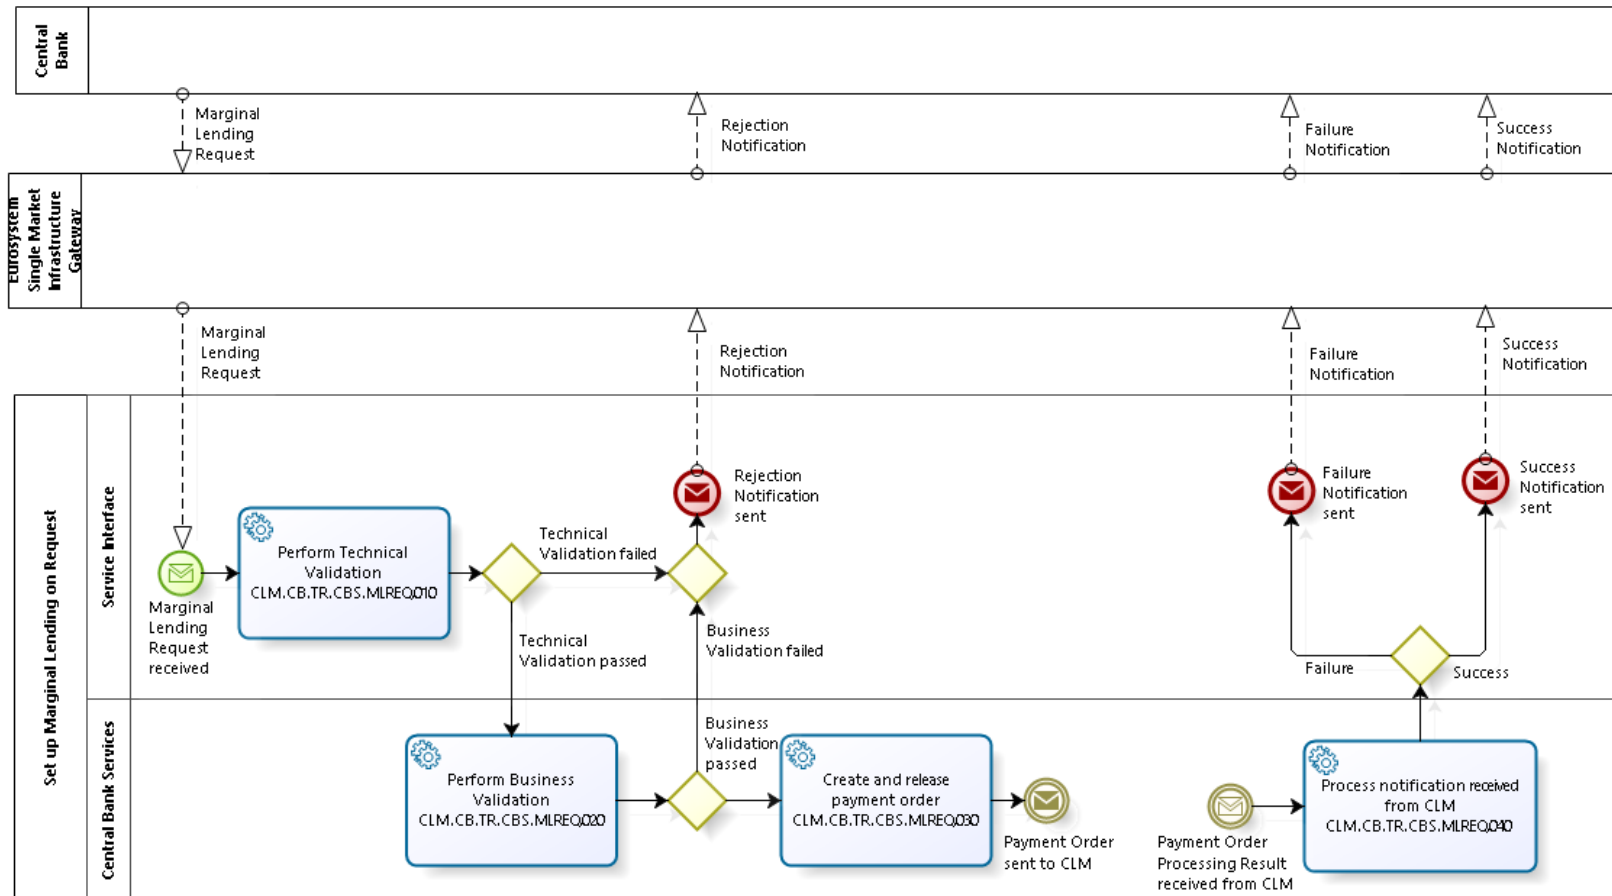 Central
Bank
Marginal
Lending
Request
Rejection
Notification
Failure
Notification
Success
Notification
Eurosystem
Single Market
Infrastructure
Gateway
Marginal
Lending
Request
Rejection
Notification
Failure
Notification
Success
Notification
Set up Marginal Lending on Request
Service Interface
Marginal
Lending
Request
received
Perform Technical
Validation
CLM.CB.TR.CBS.MLREQ.010
Technical
Validation failed
Technical
Validation passed
Rejection
Notification
sent
Business
Validation failed
Failure
Notification
sent
Success
Notification
sent
Failure
Success
Central Bank Services
Perform Business
Validation
CLM.CB.TR.CBS.MLREQ.020
Business
Validation
passed
Create and release
payment order
CLM.CB.TR.CBS.MLREQ.030
Payment Order
sent to CLM
Payment Order
Processing Result
received from CLM
Process notification received
from CLM
CLM.CB.TR.CBS.MLREQ.040